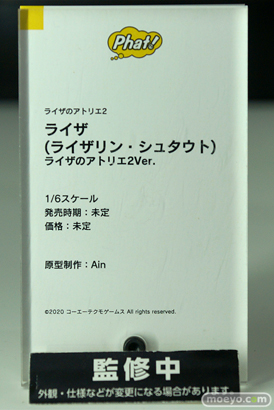 Phat!
ライザのアトリエ2
ライザ
(ライザリン・シュタウト)
ライザのアトリエ2Ver.
1/6スケール
発売時期：未定
価格：未定
原型制作：Ain
©2020 コーエーテクモゲームス All rights reserved.
監修中
外観・仕様などが変更になる場合があります。
moeyo.com